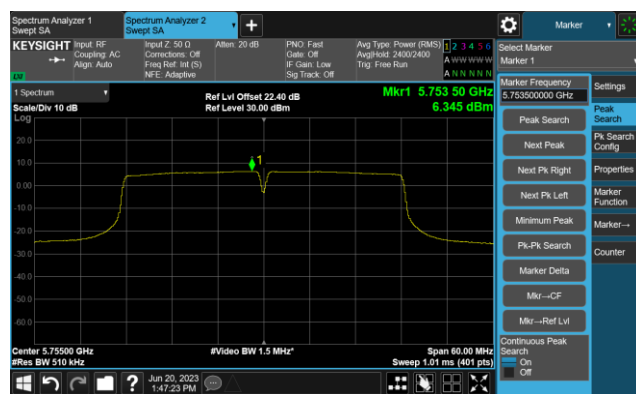 Spectrum Analyzer 1
Swept SA
Spectrum Analyzer 2
Swept SA
Marker
KEYSIGHT
Input: RF
Coupling: AC
Align: Auto
Input Z: 50 Ω
Corrections: Off
Freq Ref: Int (S)
NFE: Adaptive
Atten: 20 dB
PNO: Fast
Gate: Off
IF Gain: Low
Sig Track: Off
Avg Type: Power (RMS)
Avg|Hold: 2400/2400
Trig: Free Run
1 2 3 4 5 6
A W W W W W
A N N N N N
LXI
1 Spectrum
Scale/Div 10 dB
Log
Ref Lvl Offset 22.40 dB
Ref Level 30.00 dBm
Mkr1 5.753 50 GHz
6.345 dBm
20.0
10.0
0.00
-10.0
-20.0
-30.0
-40.0
-50.0
-60.0
1
Center 5.75500 GHz
#Res BW 510 kHz
#Video BW 1.5 MHz*
Span 60.00 MHz
Sweep 1.01 ms (401 pts)
Jun 20, 2023
1:47:23 PM
Select Marker
Marker 1
Marker Frequency
5.753500000 GHz
Peak Search
Next Peak
Next Pk Right
Next Pk Left
Minimum Peak
Pk-Pk Search
Marker Delta
Mkr→CF
Mkr→Ref Lvl
Continuous Peak
Search
On
Off
Settings
Peak
Search
Pk Search
Config
Properties
Marker
Function
Marker→
Counter